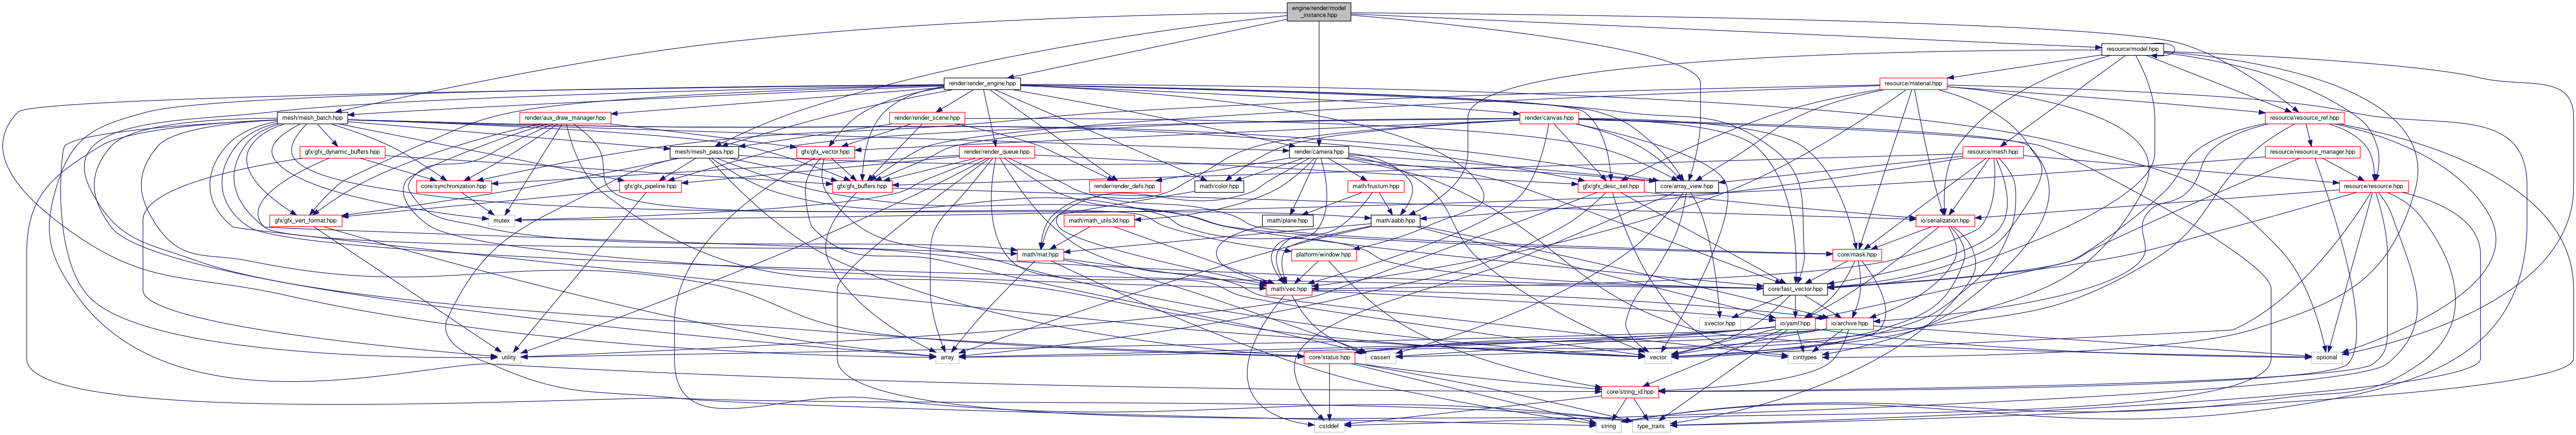 engine/render/model
_instance.hpp
resource/model.hpp
render/render_engine.hpp
resource/material.hpp
mesh/mesh_batch.hpp
render/aux_draw_manager.hpp
render/render_scene.hpp
render/canvas.hpp
resource/resource_ref.hpp
gfx/gfx_dynamic_buffers.hpp
mesh/mesh_pass.hpp
gfx/gfx_vector.hpp
render/render_queue.hpp
render/camera.hpp
resource/mesh.hpp
resource/resource_manager.hpp
core/synchronization.hpp
gfx/gfx_pipeline.hpp
gfx/gfx_buffers.hpp
render/render_defs.hpp
math/color.hpp
math/frustum.hpp
gfx/gfx_desc_set.hpp
core/array_view.hpp
resource/resource.hpp
gfx/gfx_vert_format.hpp
mutex
math/math_utils3d.hpp
math/plane.hpp
math/aabb.hpp
io/serialization.hpp
math/mat.hpp
platform/window.hpp
core/mask.hpp
math/vec.hpp
core/fast_vector.hpp
svector.hpp
io/yaml.hpp
io/archive.hpp
utility
array
core/status.hpp
cassert
vector
cinttypes
optional
core/string_id.hpp
cstddef
string
type_traits